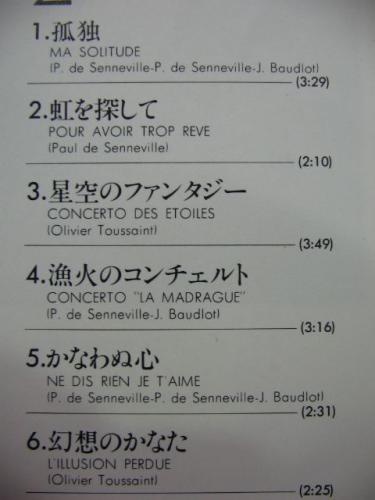 1.孤独
MA SOLITUDE
(P. de Senneville-P. de Senneville-J. Baudlot)
(3:29)
2.虹を探して
POUR AVOIR TROP REVE
(Paul de Senneville)
(2:10)
3.星空のファンタジー
CONCERTO DES ETOILES
(Olivier Toussaint)
(3:49)
4.漁火のコンチェルト
CONCERTO "LA MADRAGUE"
(P. de Senneville-J. Baudlot)
(3:16)
5.かなわぬ心
NE DIS RIEN JE T'AIME
(P. de Senneville-P. de Senneville-J. Baudlot)
(2:31)
6.幻想のかなた
L'ILLUSION PERDUE
(Olivier Toussaint)
(2:25)